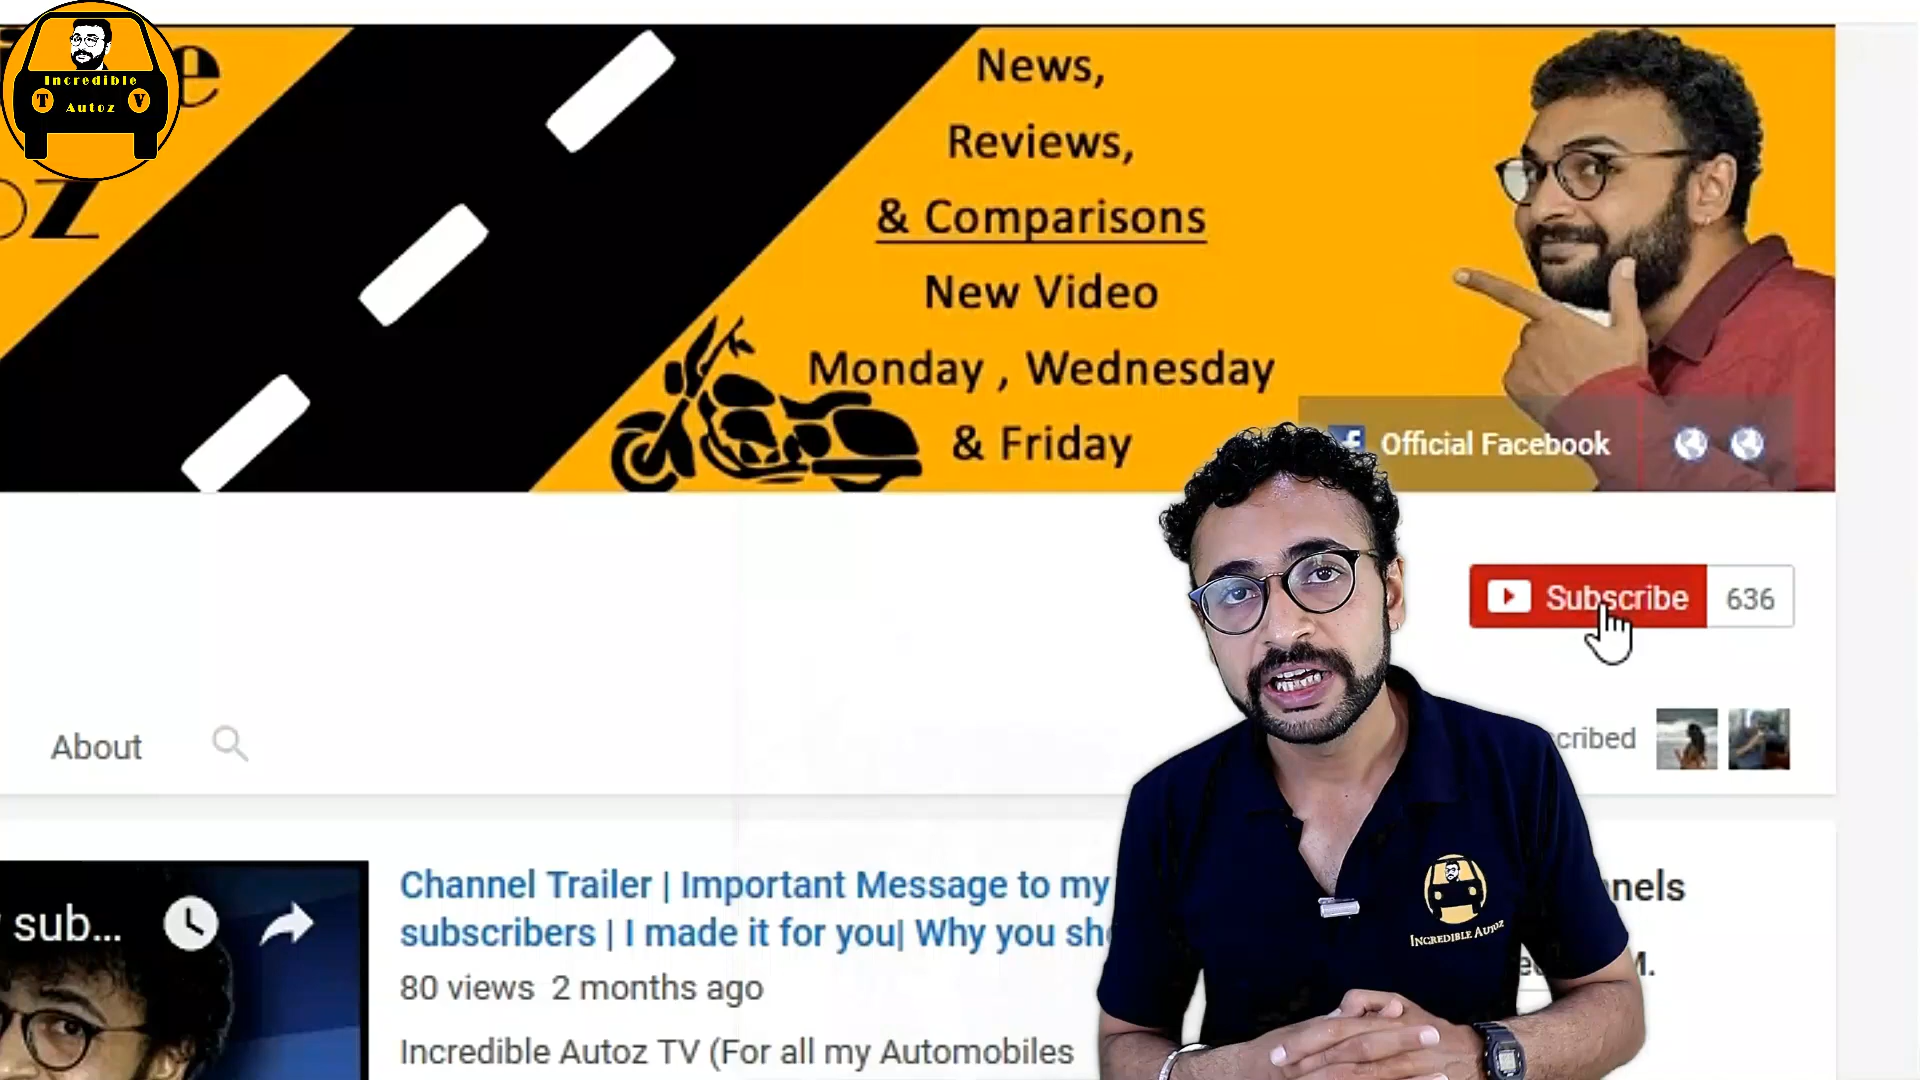 Incredible
T
Autoz
V
e
oz
News,
Reviews,
& Comparisons
New Video
Monday , Wednesday
& Friday
f
Official Facebook
Subscribe
636
About
cribed
Channel Trailer | Important Message to my
sub...
subscribers | I made it for you| Why you sh
80 views 2 months ago
Incredible Autoz TV (For all my Automobiles
INCREDIBLE AUTOZ
nnels
M.